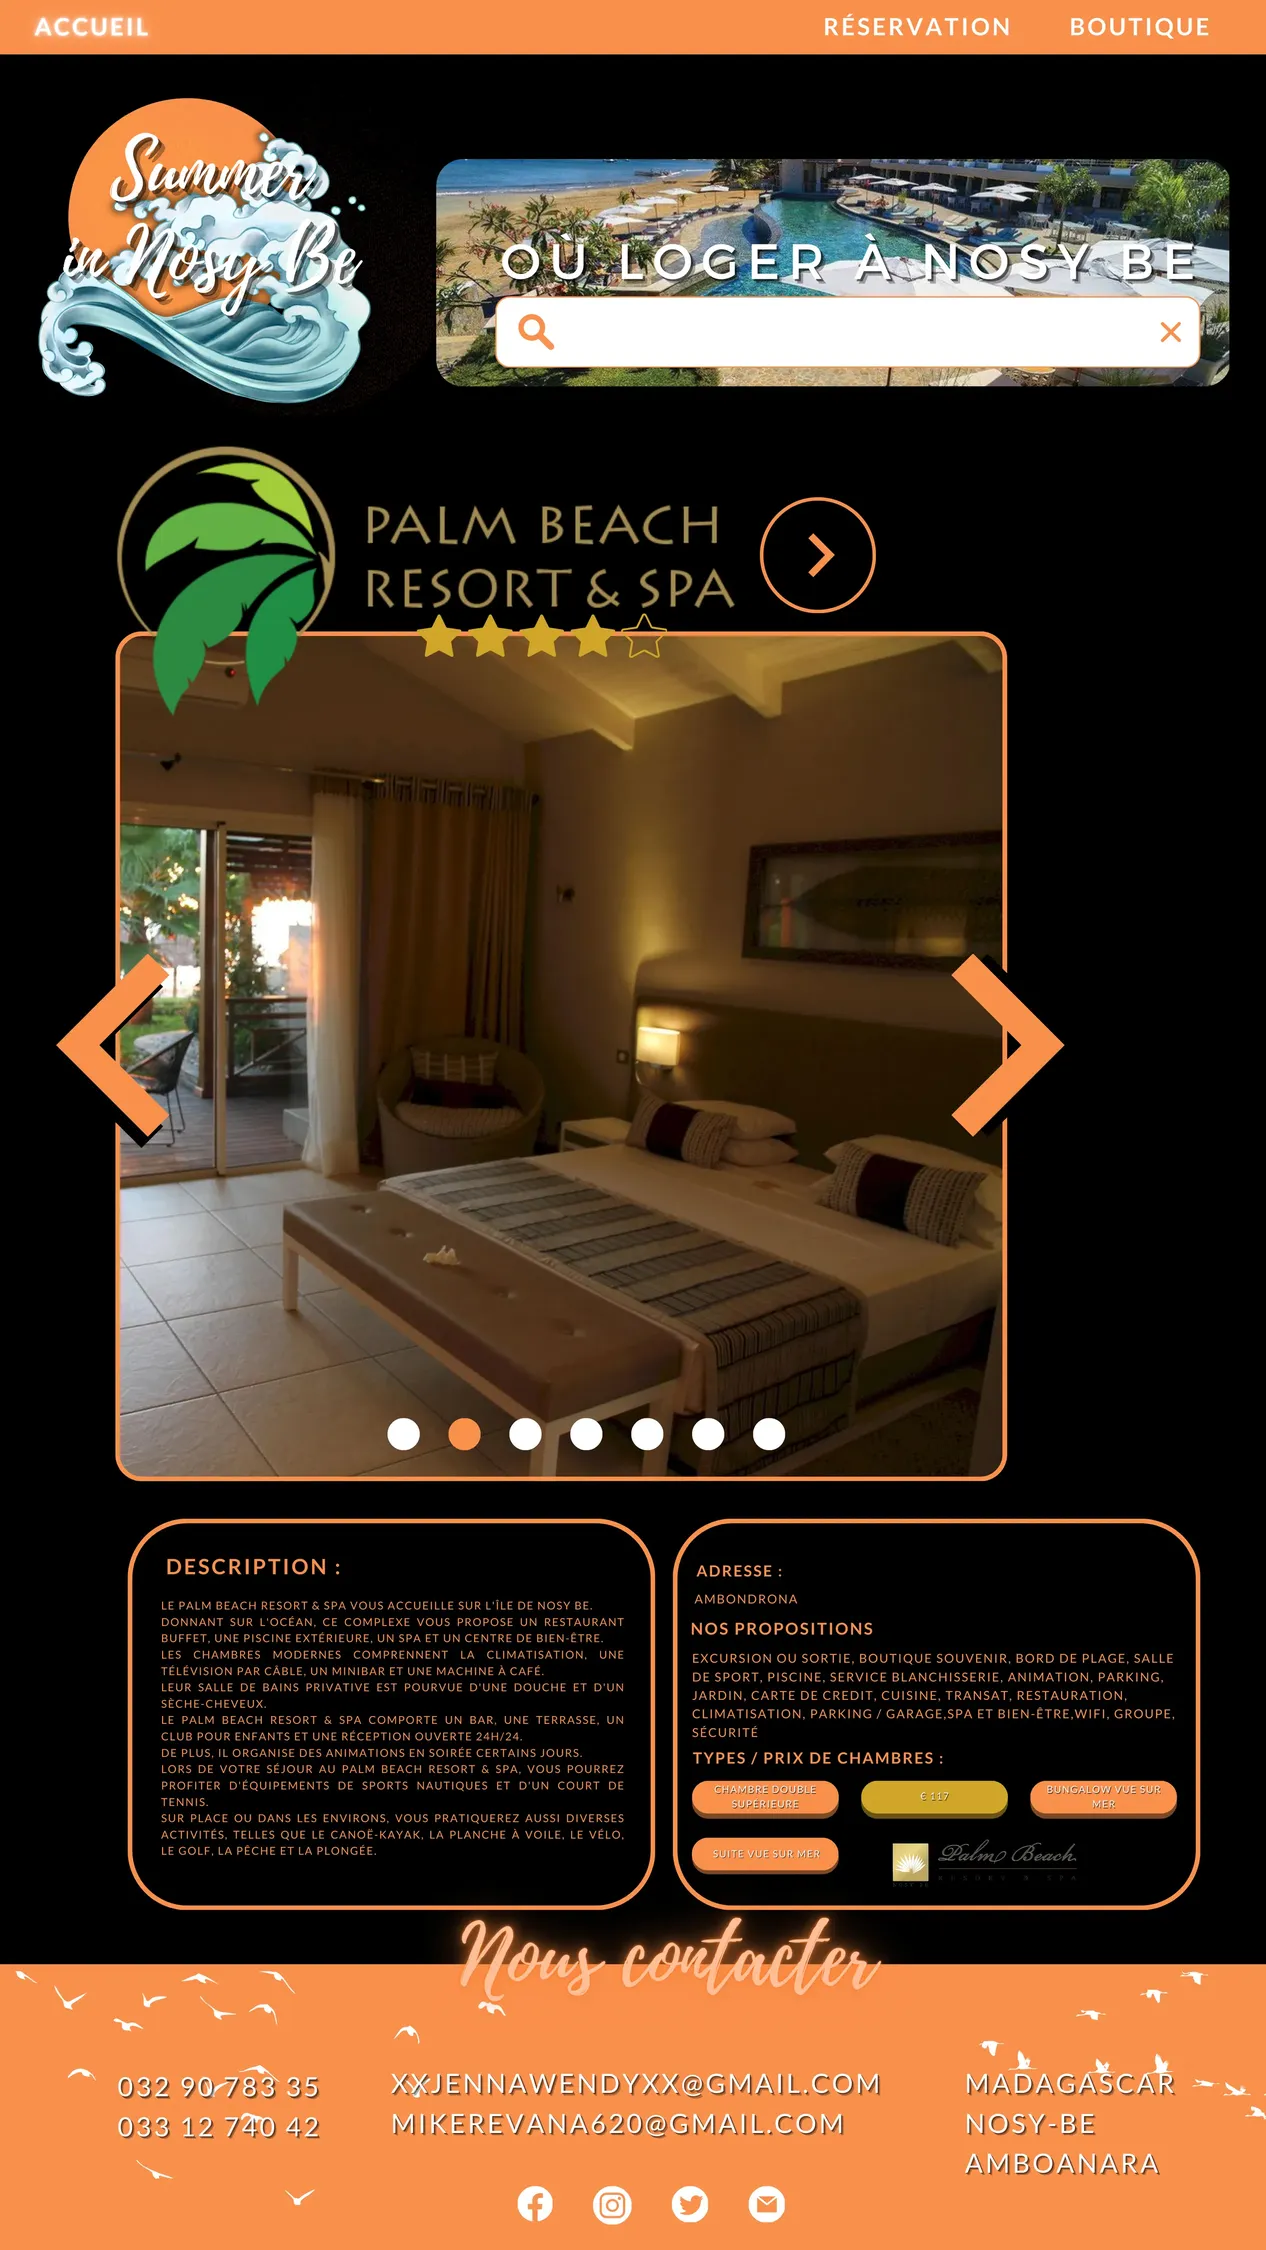 ACCUEIL
RÉSERVATION
BOUTIQUE
Summer
in Nosy Be
OÙ LOGER À NOSY BE
PALM BEACH
RESORT & SPA
DESCRIPTION :
LE PALM BEACH RESORT & SPA VOUS ACCUEILLE SUR L'ÎLE DE NOSY BE.
DONNANT SUR L'OCÉAN, CE COMPLEXE VOUS PROPOSE UN RESTAURANT
BUFFET, UNE PISCINE EXTÉRIEURE, UN SPA ET UN CENTRE DE BIEN-ÊTRE.
LES CHAMBRES MODERNES COMPRENNENT LA CLIMATISATION, UNE
TÉLÉVISION PAR CÂBLE, UN MINIBAR ET UNE MACHINE À CAFÉ.
LEUR SALLE DE BAINS PRIVATIVE EST POURVUE D'UNE DOUCHE ET D'UN
SÈCHE-CHEVEUX.
LE PALM BEACH RESORT & SPA COMPORTE UN BAR, UNE TERRASSE, UN
CLUB POUR ENFANTS ET UNE RÉCEPTION OUVERTE 24H/24.
DE PLUS, IL ORGANISE DES ANIMATIONS EN SOIRÉE CERTAINS JOURS.
LORS DE VOTRE SÉJOUR AU PALM BEACH RESORT & SPA, VOUS POURREZ
PROFITER D'ÉQUIPEMENTS DE SPORTS NAUTIQUES ET D'UN COURT DE
TENNIS.
SUR PLACE OU DANS LES ENVIRONS, VOUS PRATIQUEREZ AUSSI DIVERSES
ACTIVITÉS, TELLES QUE LE CANOË-KAYAK, LA PLANCHE À VOILE, LE VÉLO,
LE GOLF, LA PÊCHE ET LA PLONGÉE.
ADRESSE :
AMBONDRONA
NOS PROPOSITIONS
EXCURSION OU SORTIE, BOUTIQUE SOUVENIR, BORD DE PLAGE, SALLE
DE SPORT, PISCINE, SERVICE BLANCHISSERIE, ANIMATION, PARKING,
JARDIN, CARTE DE CREDIT, CUISINE, TRANSAT, RESTAURATION,
CLIMATISATION, PARKING / GARAGE,SPA ET BIEN-ÊTRE,WIFI, GROUPE,
SÉCURITÉ
TYPES / PRIX DE CHAMBRES :
CHAMBRE DOUBLE
SUPERIEURE
€ 117
BUNGALOW VUE SUR
MER
SUITE VUE SUR MER
Palm Beach
RESORT & SPA
Nous contacter
032 90 783 35
033 12 740 42
XXJENNAWENDYXX@GMAIL.COM
MIKEREVANA620@GMAIL.COM
MADAGASCAR
NOSY-BE
AMBOANARA